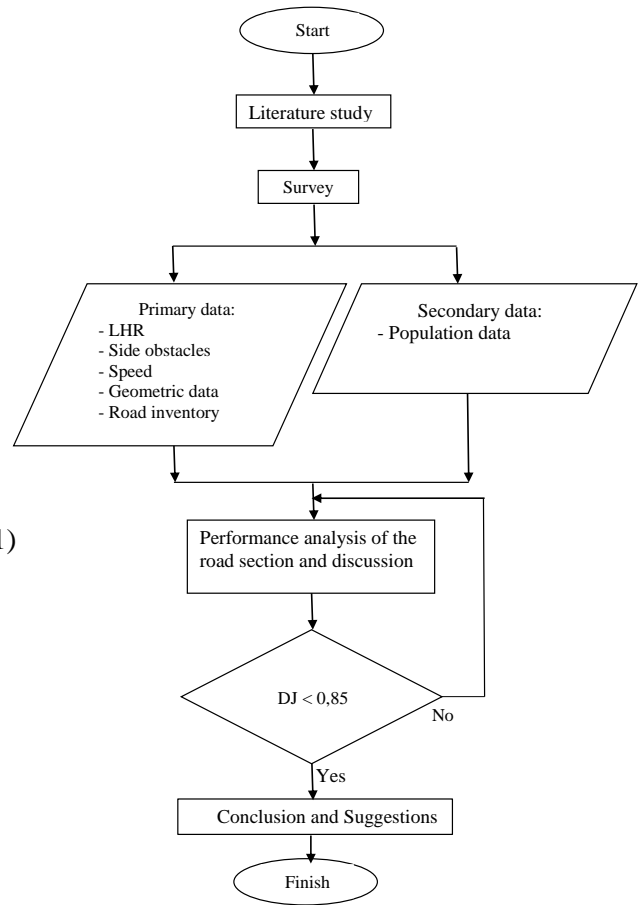 Start
Literature study
Survey
Primary data:
- LHR
- Side obstacles
- Speed
- Geometric data
- Road inventory
Secondary data:
- Population data
1)
Performance analysis of the
road section and discussion
DJ < 0,85
No
Yes
Conclusion and Suggestions
Finish